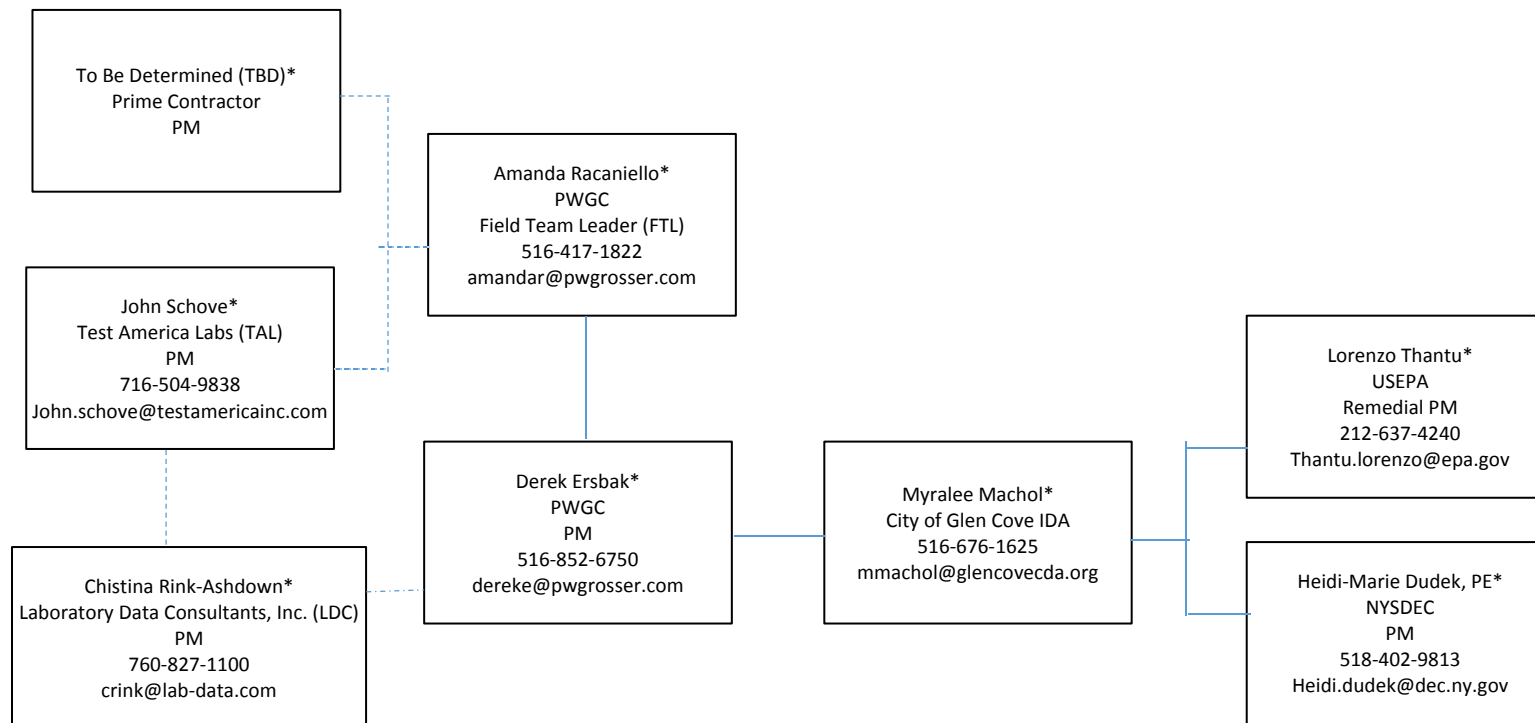 To Be Determined (TBD)*
Prime Contractor
PM
Amanda Racaniello*
PWGC
Field Team Leader (FTL)
516-417-1822
amandar@pwgrosser.com
John Schove*
Test America Labs (TAL)
PM
716-504-9838
John.schove@testamericainc.com
Lorenzo Thantu*
USEPA
Remedial PM
212-637-4240
Thantu.lorenzo@epa.gov
Derek Ersbak*
PWGC
PM
516-852-6750
dereke@pwgrosser.com
Myralee Machol*
City of Glen Cove IDA
516-676-1625
mmachol@glencovecda.org
Chistina Rink-Ashdown*
Laboratory Data Consultants, Inc. (LDC)
PM
760-827-1100
crink@lab-data.com
Heidi-Marie Dudek, PE*
NYSDEC
PM
518-402-9813
Heidi.dudek@dec.ny.gov